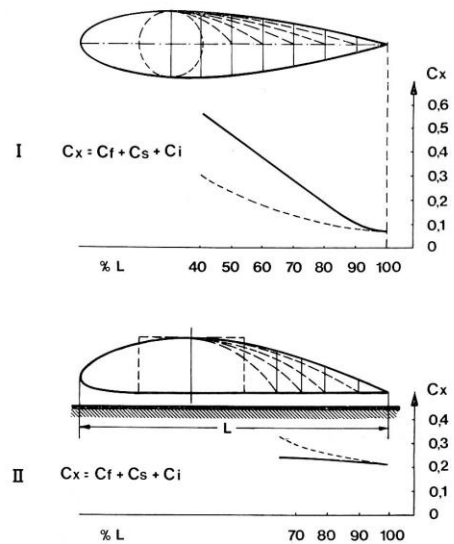 Cx
0,6
0,5
I Cx = Cf + Cs + Ci
0,4
0,3
0,2
0,1
0
% L 40 50 60 70 80 90 100
Cx
L
0,4
0,3
II Cx = Cf + Cs + Ci
0,2
0,1
0
% L 70 80 90 100